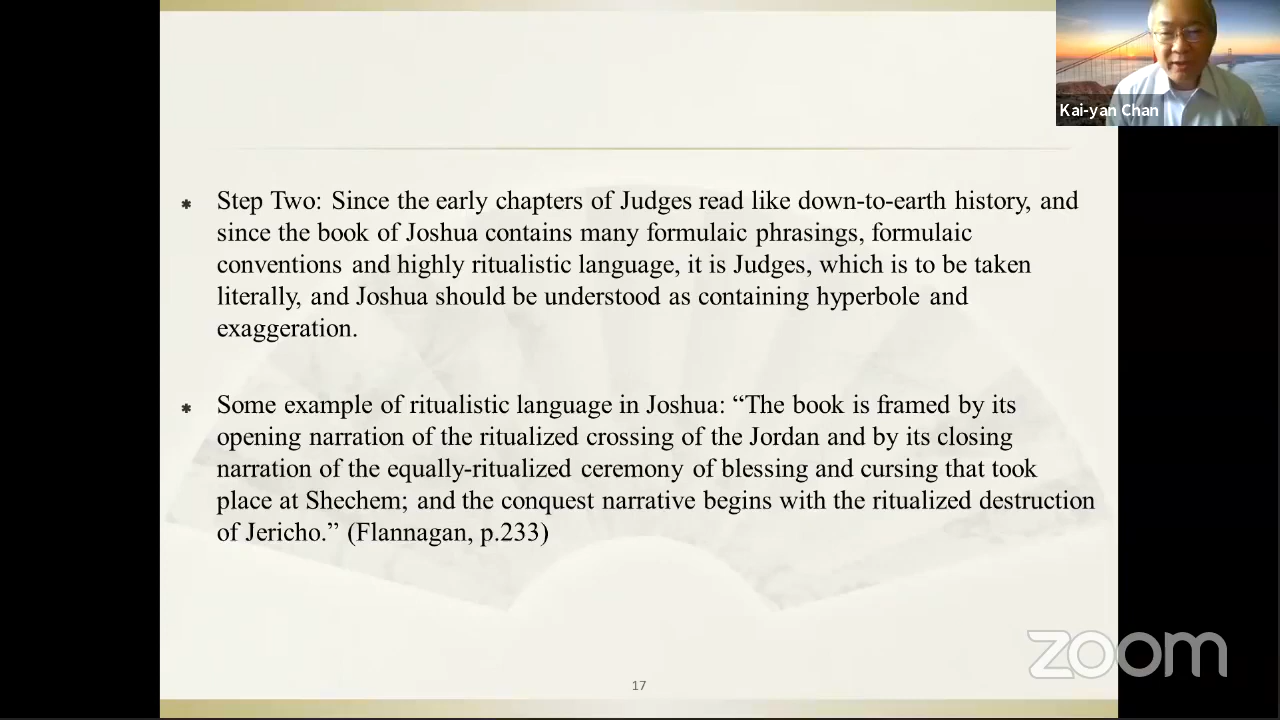 Kai-yan Chan
Step Two: Since the early chapters of Judges read like down-to-earth history, and
since the book of Joshua contains many formulaic phrasings, formulaic
conventions and highly ritualistic language, it is Judges, which is to be taken
literally, and Joshua should be understood as containing hyperbole and
exaggeration.
Some example of ritualistic language in Joshua: “The book is framed by its
opening narration of the ritualized crossing of the Jordan and by its closing
narration of the equally-ritualized ceremony of blessing and cursing that took
place at Shechem; and the conquest narrative begins with the ritualized destruction
of Jericho.” (Flannagan, p.233)
zoom
17